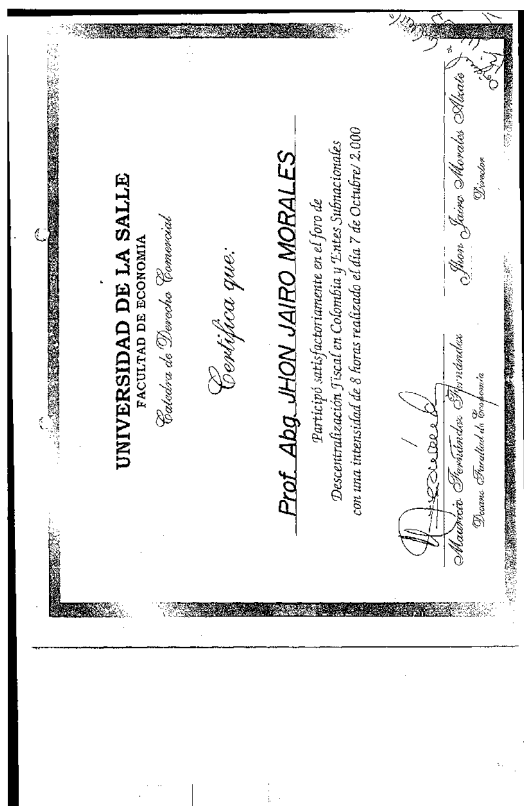 UNIVERSIDAD DE LA SALLE
FACULTAD DE ECONOMIA
Catedra de Derecho Comercial
Certifica que:
Prof. Abg. JHON JAIRO MORALES
Participó satisfactoriamente en el foro de
Descentralización Fiscal en Colombia y Entes Subnacionales
con una intensidad de 8 horas realizado el día 7 de Octubre/ 2.000
Mauricio Fernández Fernández
Decano Facultad de Economía
Jhon Jairo Morales Alzate
Director